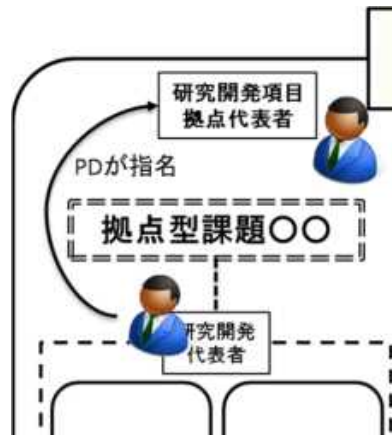 研究開発項目
拠点代表者
PDが指名
拠点型課題〇〇
研究開発
代表者